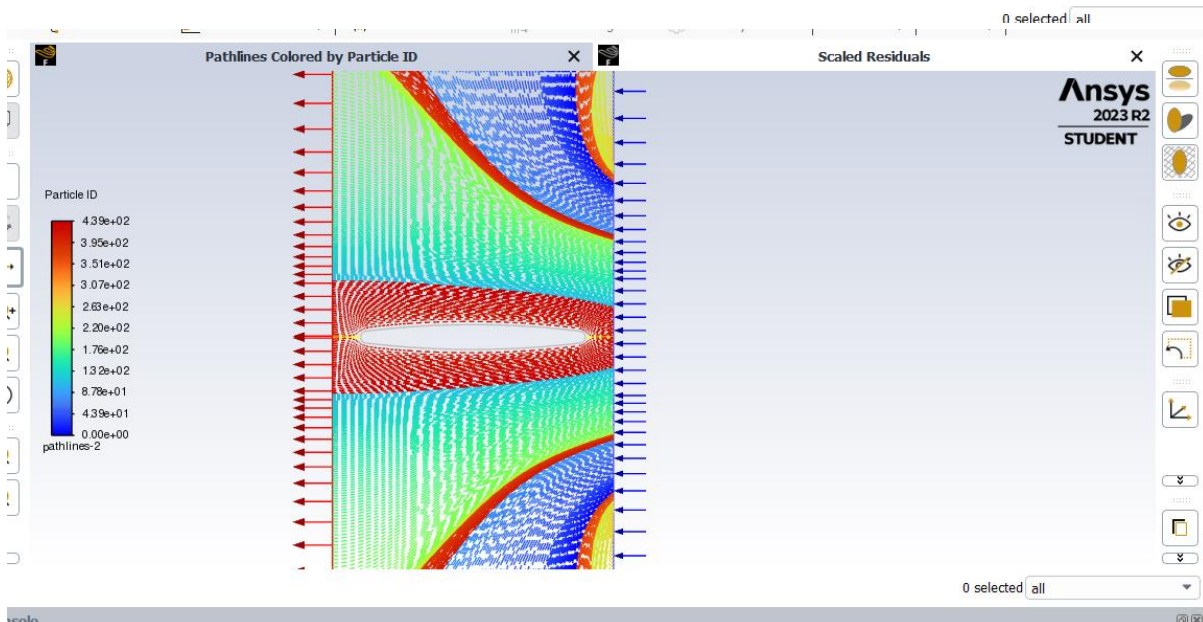 0 selected all
Pathlines Colored by Particle ID
Scaled Residuals
Ansys
2023 R2
STUDENT
Particle ID
4.39e+02
3.95e+02
3.51e+02
3.07e+02
2.63e+02
2.20e+02
1.76e+02
1.32e+02
8.78e+01
4.39e+01
0.00e+00
pathlines-2
0 selected all